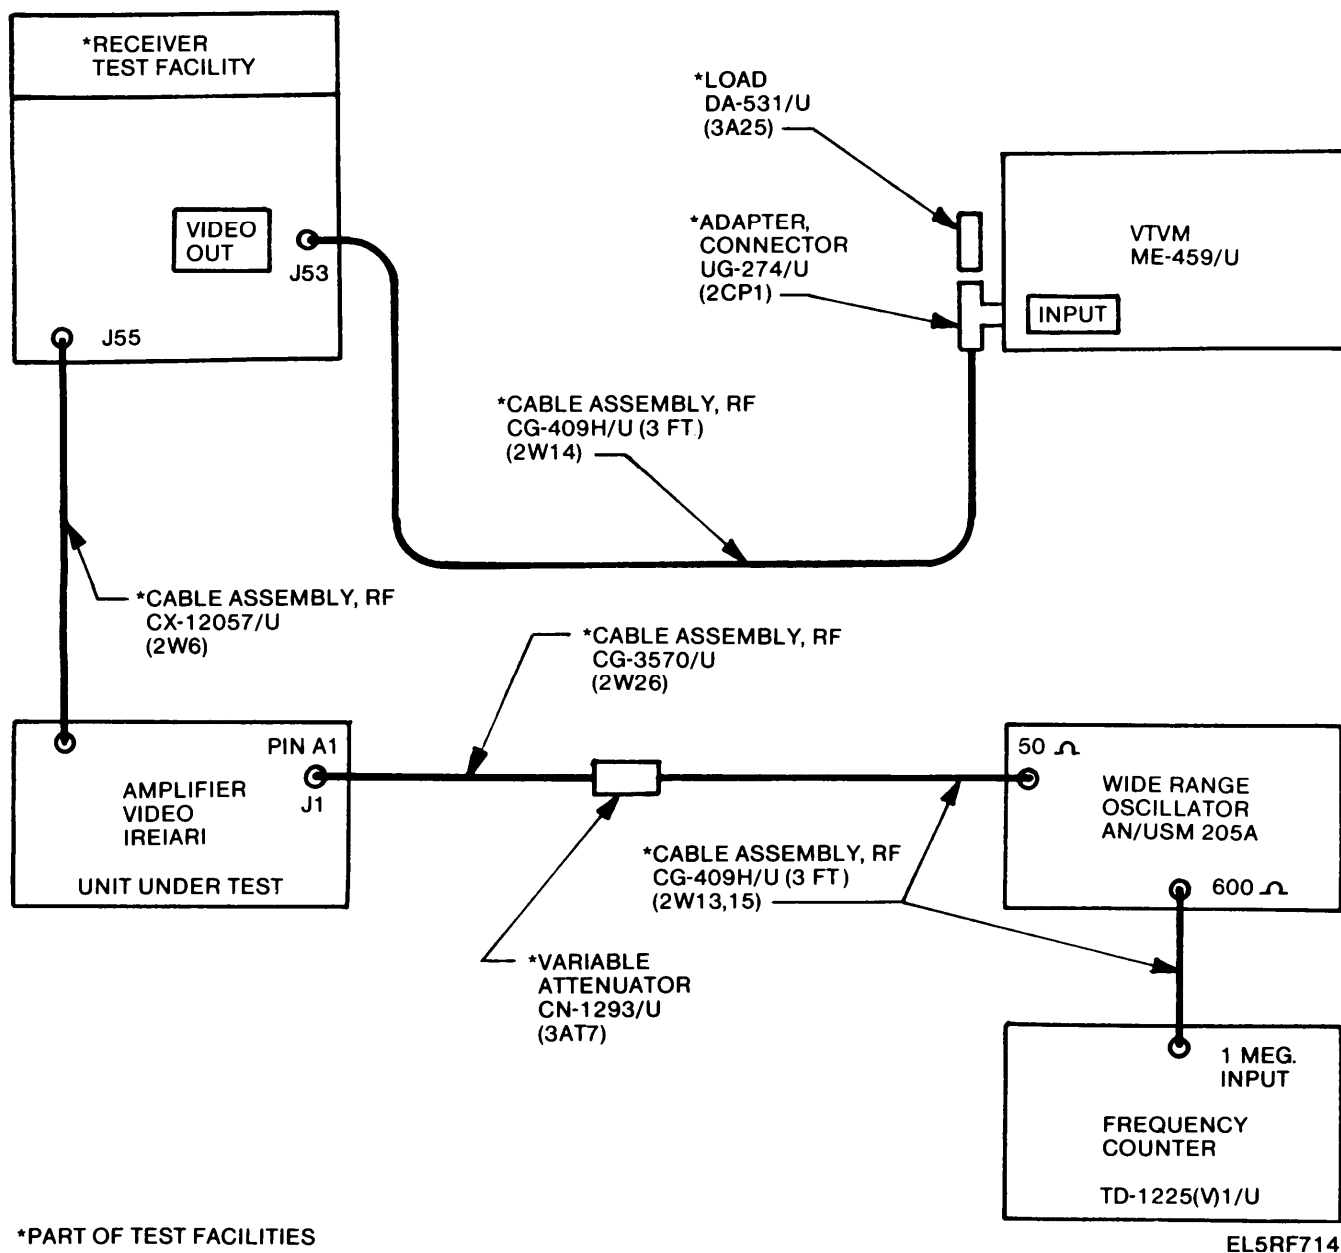 *RECEIVER
TEST FACILITY
VIDEO
OUT
J53
J55
*LOAD
DA-531/U
(3A25)
*ADAPTER,
CONNECTOR
UG-274/U
(2CP1)
VTVM
ME-459/U
INPUT
*CABLE ASSEMBLY, RF
CG-409H/U (3 FT.)
(2W14)
*CABLE ASSEMBLY, RF
CX-12057/U
(2W6)
*CABLE ASSEMBLY, RF
CG-3570/U
(2W26)
PIN A1
J1
AMPLIFIER
VIDEO
IREIARI
UNIT UNDER TEST
50 Ω
WIDE RANGE
OSCILLATOR
AN/USM 205A
600 Ω
*CABLE ASSEMBLY, RF
CG-409H/U (3 FT)
(2W13,15)
*VARIABLE
ATTENUATOR
CN-1293/U
(3AT7)
1 MEG.
INPUT
FREQUENCY
COUNTER
TD-1225(V)1/U
*PART OF TEST FACILITIES
EL5RF714